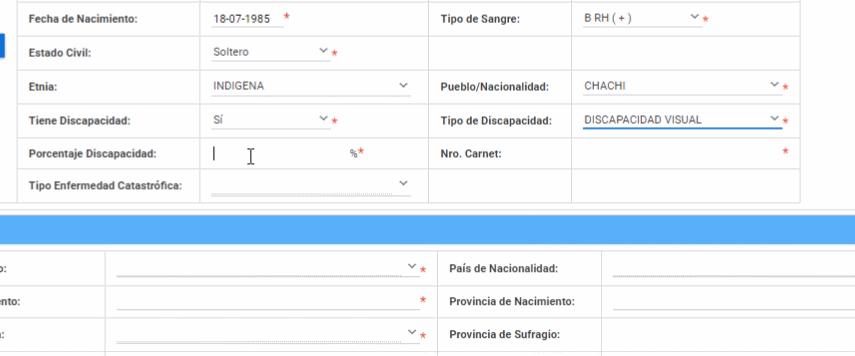 Fecha de Nacimiento: 18-07-1985 * Tipo de Sangre: B RH ( + ) *
Estado Civil: Soltero *
Etnia: INDIGENA Pueblo/Nacionalidad: CHACHI *
Tiene Discapacidad: Sí * Tipo de Discapacidad: DISCAPACIDAD VISUAL *
Porcentaje Discapacidad: %* Nro. Carnet: *
Tipo Enfermedad Catastrófica:
o: * País de Nacionalidad:
ento: * Provincia de Nacimiento:
: * Provincia de Sufragio: